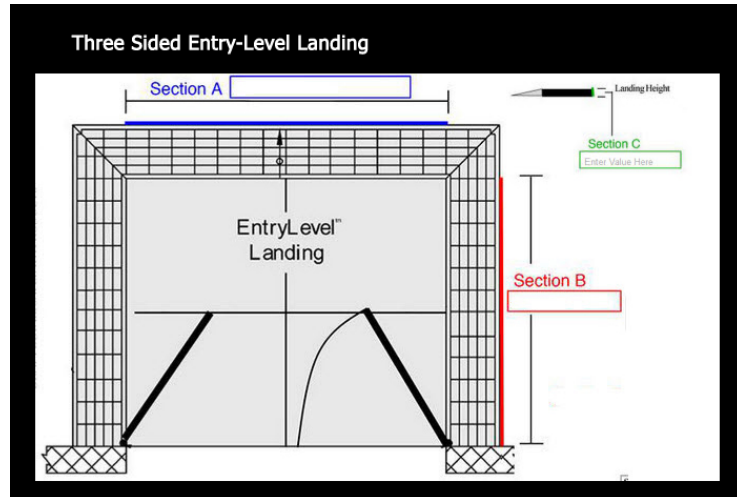 Three Sided Entry-Level Landing
Section A
Landing Height
Section C
Enter Value Here
EntryLevel™
Landing
Section B